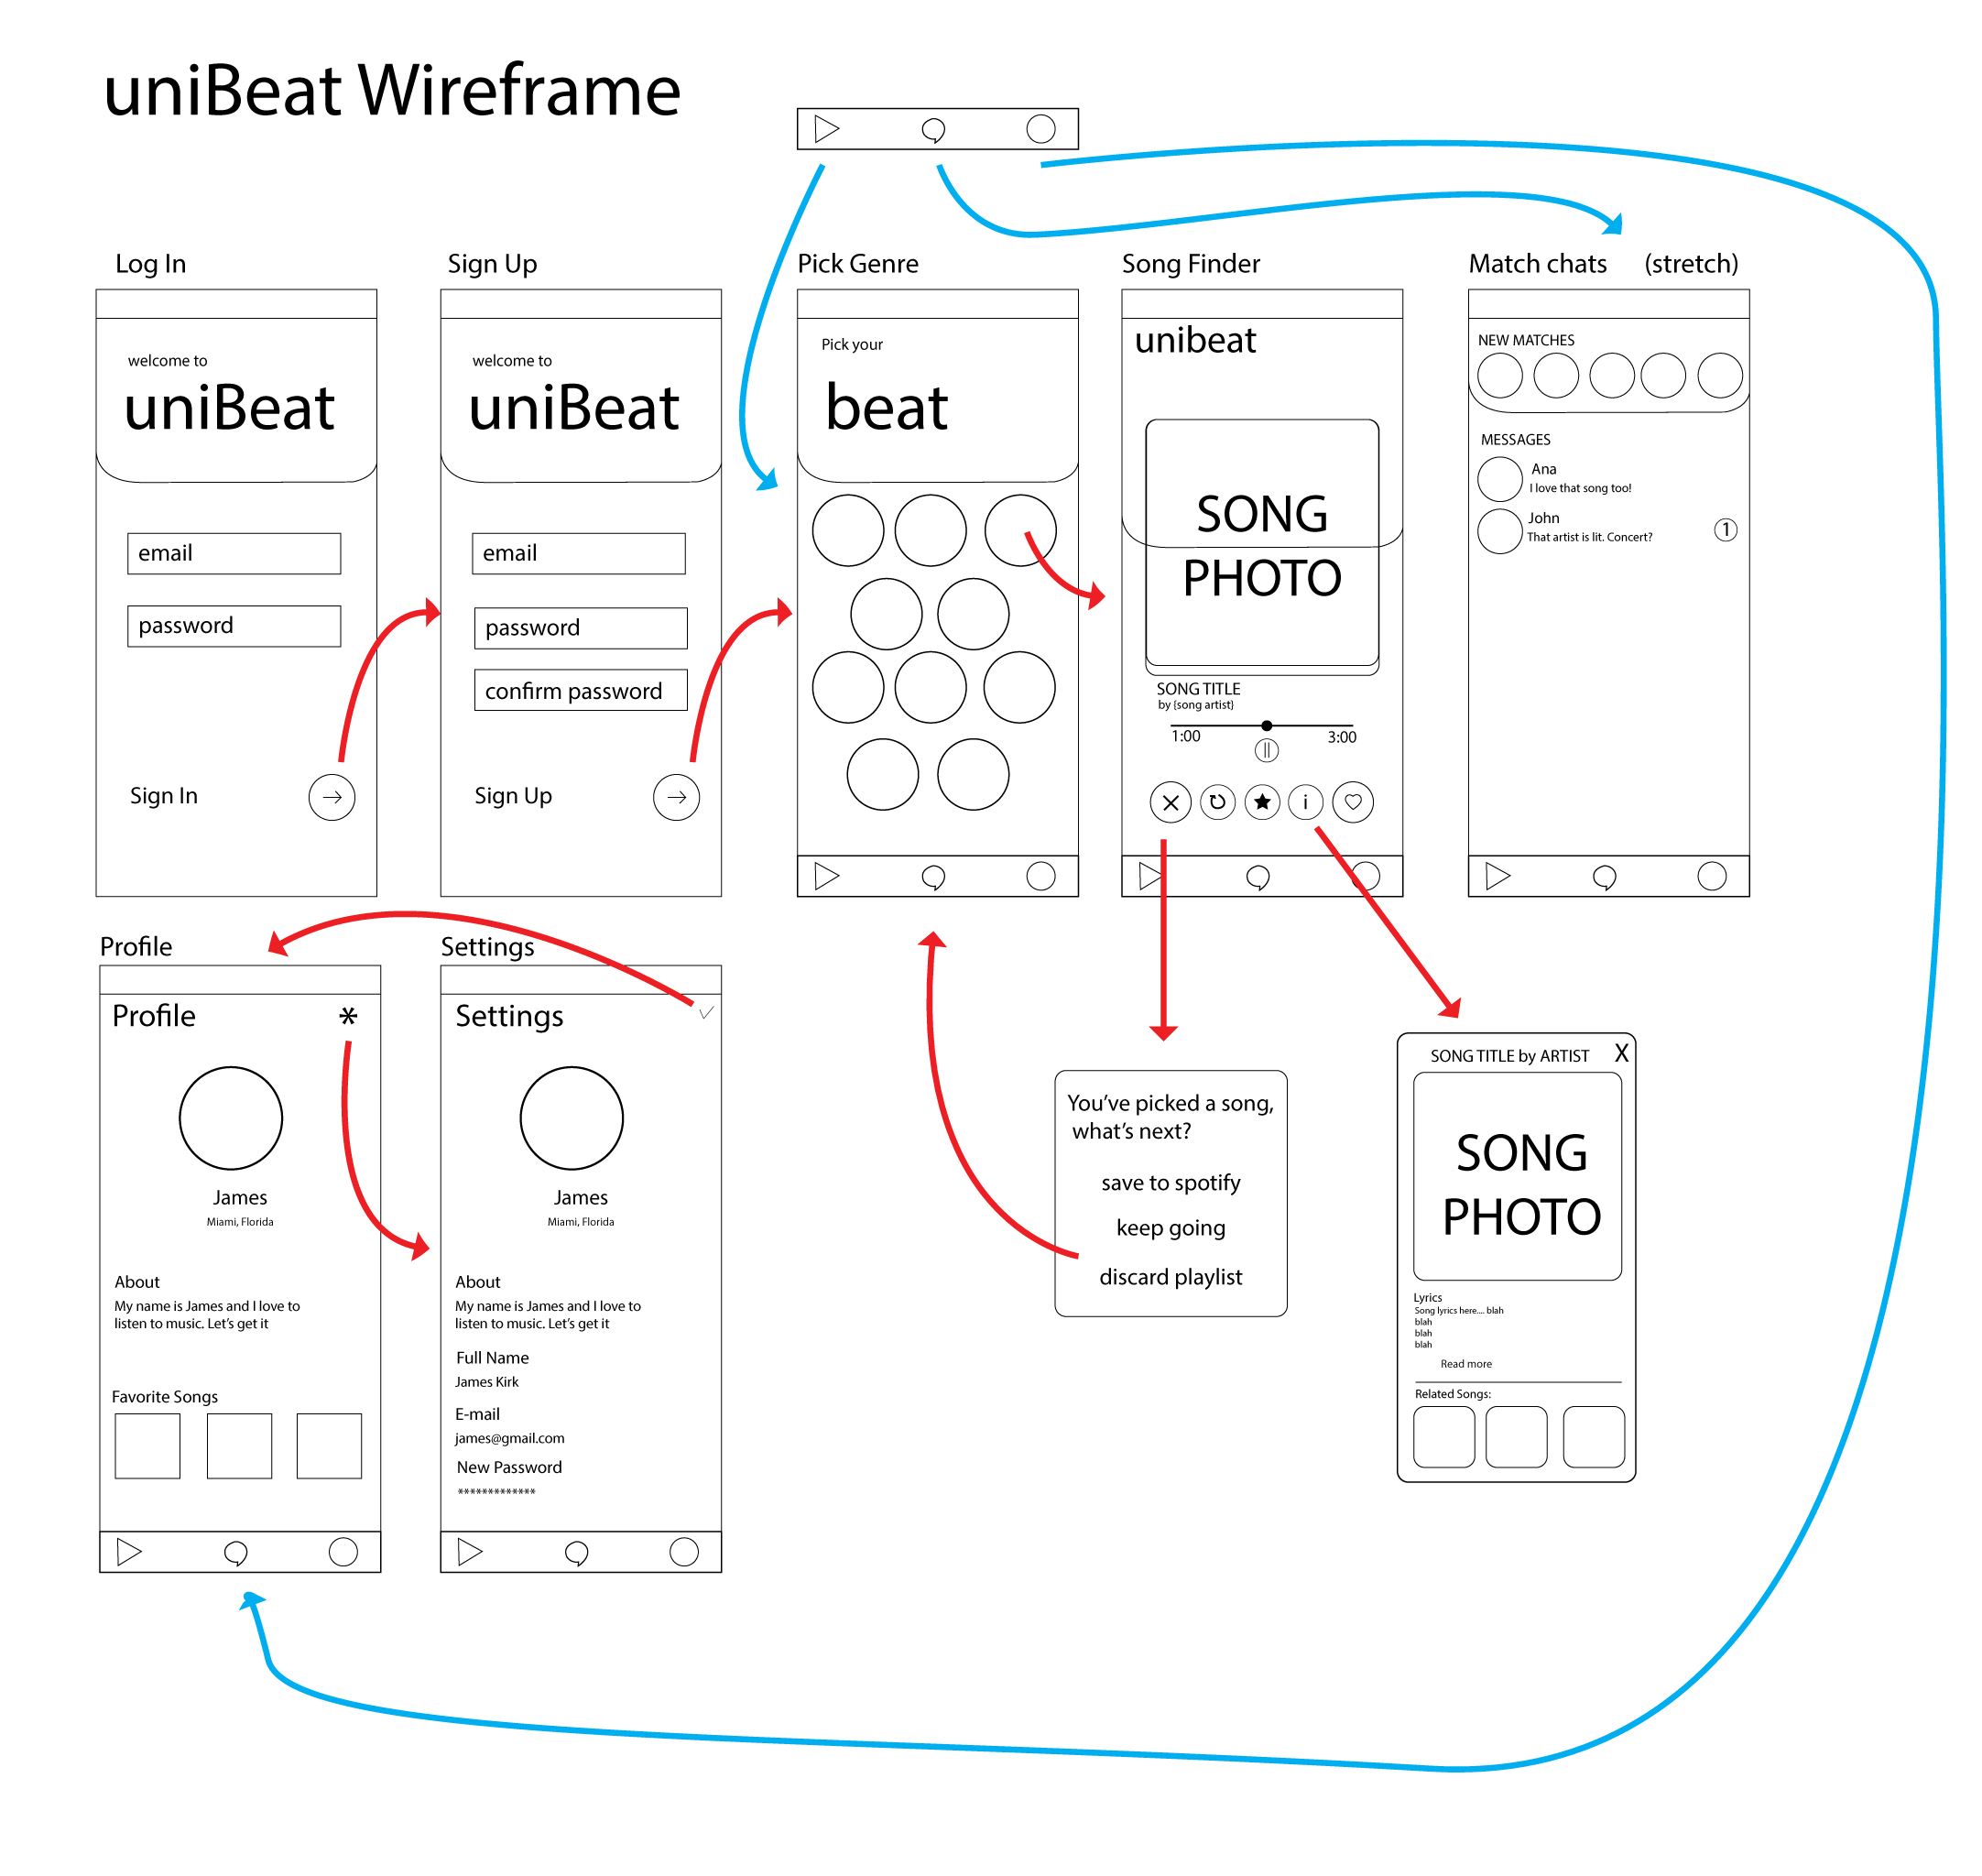 uniBeat Wireframe
Log In
welcome to
uniBeat
email
password
Sign In
Sign Up
welcome to
uniBeat
email
password
confirm password
Sign Up
Pick Genre
Pick your
beat
Song Finder
unibeat
SONG
PHOTO
SONG TITLE
by {song artist}
1:00 3:00
i
Match chats (stretch)
NEW MATCHES
MESSAGES
Ana
I love that song too!
John
That artist is lit. Concert?
1
Profile
Profile
*
James
Miami, Florida
About
My name is James and I love to
listen to music. Let's get it
Favorite Songs
Settings
Settings
James
Miami, Florida
About
My name is James and I love to
listen to music. Let's get it
Full Name
James Kirk
E-mail
james@gmail.com
New Password
*************
You've picked a song,
what's next?
save to spotify
keep going
discard playlist
SONG TITLE by ARTIST X
SONG
PHOTO
Lyrics
Song lyrics here.... blah
blah
blah
blah
Read more
Related Songs: